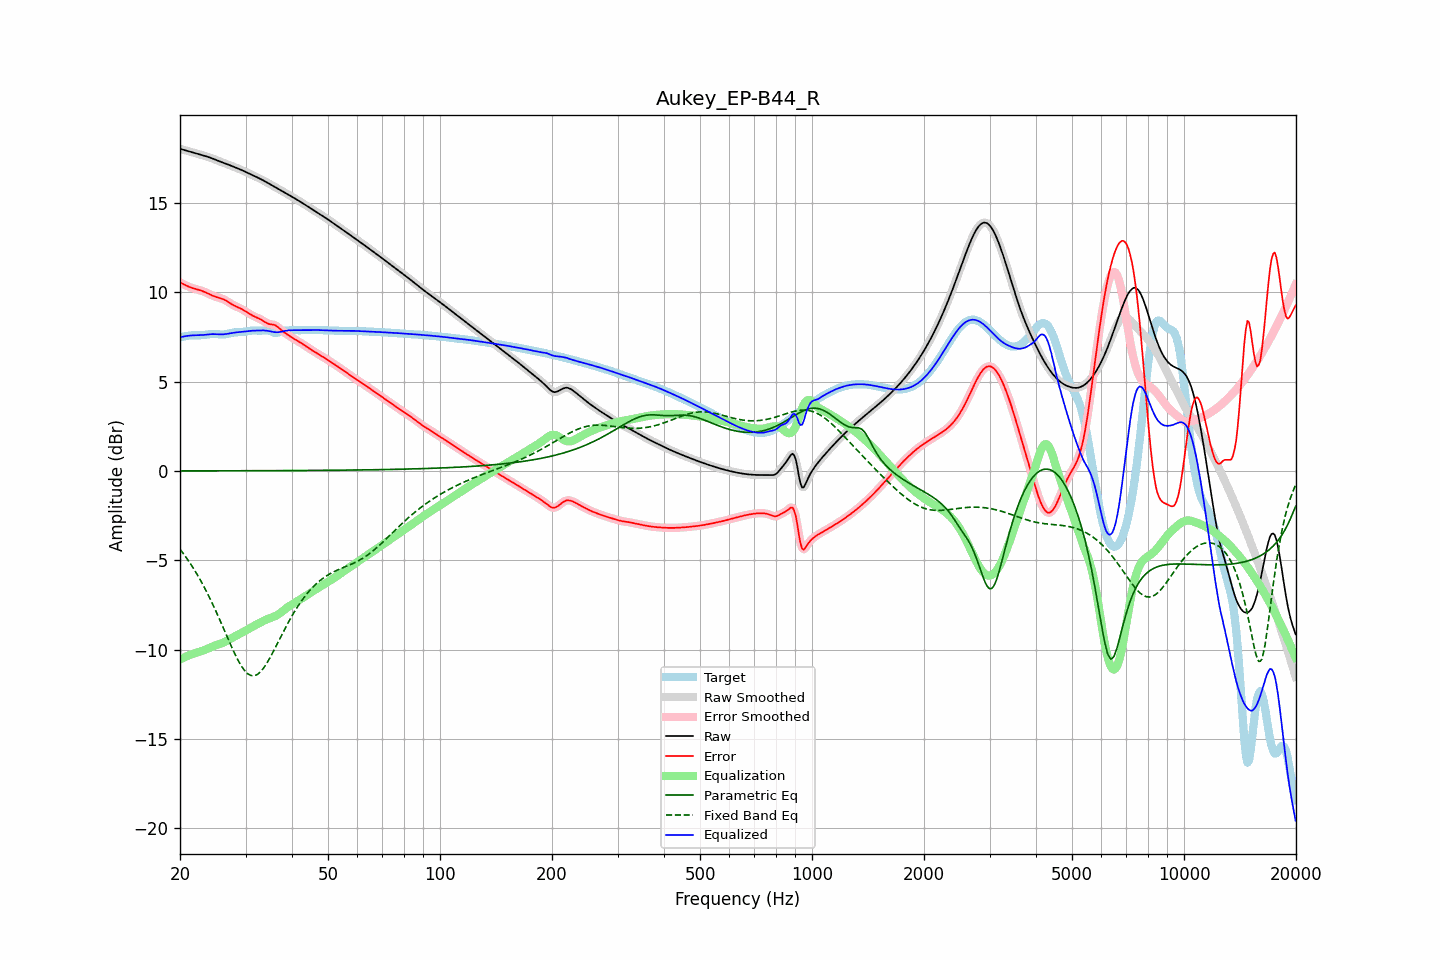 Aukey_EP-B44_R
Amplitude (dBr)
15
10
5
0
−5
−10
−15
−20
Target
Raw Smoothed
Error Smoothed
Raw
Error
Equalization
Parametric Eq
Fixed Band Eq
Equalized
20
50
100
200
500
1000
2000
5000
10000
20000
Frequency (Hz)